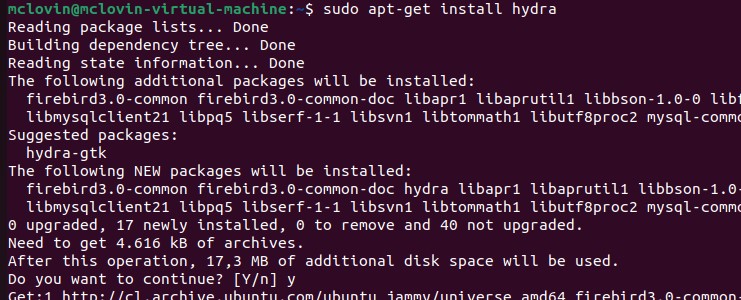 mclovin@mclovin-virtual-machine:~$ sudo apt-get install hydra
Reading package lists... Done
Building dependency tree... Done
Reading state information... Done
The following additional packages will be installed:
firebird3.0-common firebird3.0-common-doc libapr1 libaprutil1 libbson-1.0-0 libf
libmysqlclient21 libpq5 libserf-1-1 libsvn1 libtommath1 libutf8proc2 mysql-commo
Suggested packages:
hydra-gtk
The following NEW packages will be installed:
firebird3.0-common firebird3.0-common-doc hydra libapr1 libaprutil1 libbson-1.0-
libmysqlclient21 libpq5 libserf-1-1 libsvn1 libtommath1 libutf8proc2 mysql-commo
0 upgraded, 17 newly installed, 0 to remove and 40 not upgraded.
Need to get 4.616 kB of archives.
After this operation, 17,3 MB of additional disk space will be used.
Do you want to continue? [Y/n] y
Get:1 http://cl.archive.ubuntu.com/ubuntu jammy/universe amd64 firebird3.0-common-